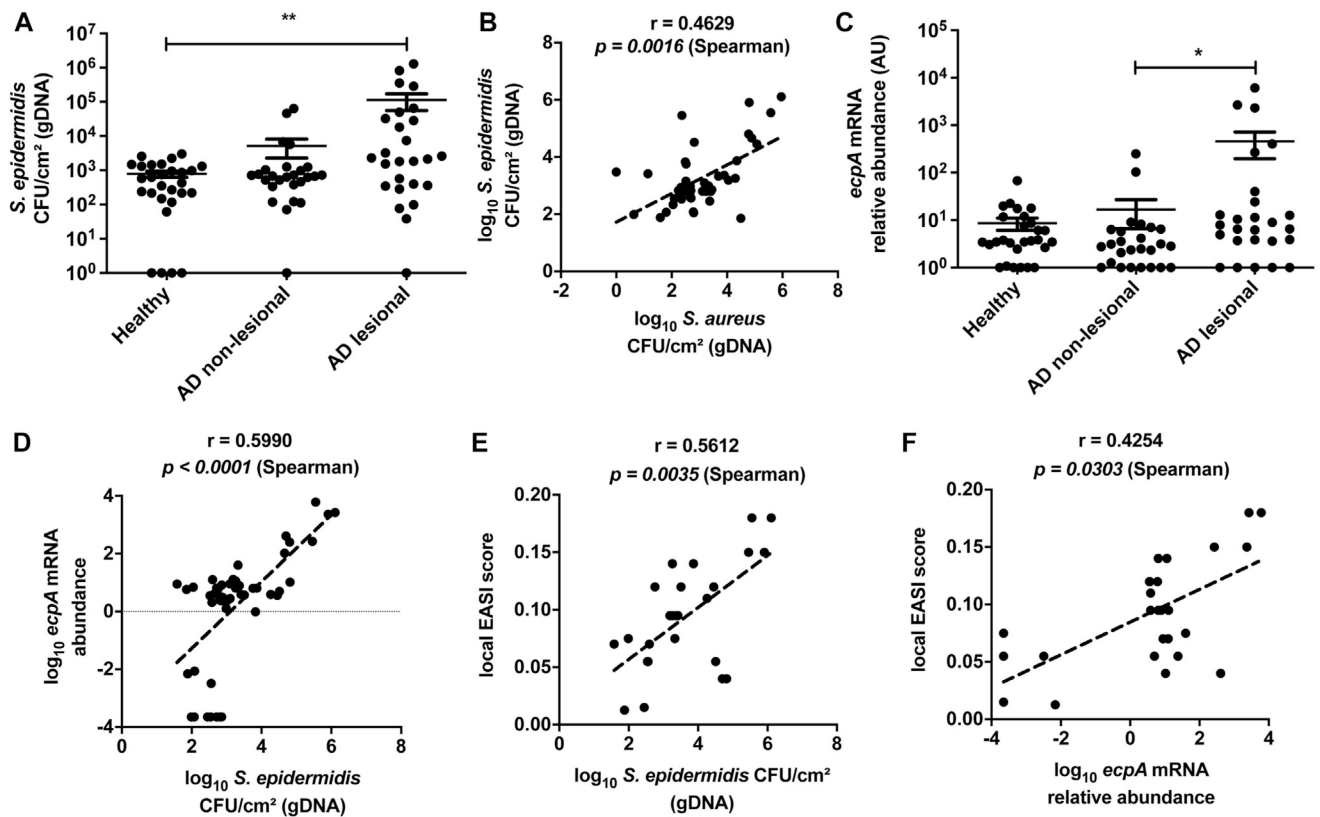 A
S. epidermidis
CFU/cm² (gDNA)
10⁷
10⁶
10⁵
10⁴
10³
10²
10¹
10⁰
**
Healthy
AD non-lesional
AD lesional
B
r = 0.4629
p = 0.0016 (Spearman)
log₁₀ S. epidermidis
CFU/cm² (gDNA)
8
6
4
2
0
-2
0
2
4
6
8
log₁₀ S. aureus
CFU/cm² (gDNA)
C
ecpA mRNA
relative abundance (AU)
10⁵
10⁴
10³
10²
10¹
10⁰
*
Healthy
AD non-lesional
AD lesional
D
r = 0.5990
p < 0.0001 (Spearman)
log₁₀ ecpA mRNA
abundance
4
2
0
-2
-4
0
2
4
6
8
log₁₀ S. epidermidis
CFU/cm² (gDNA)
E
r = 0.5612
p = 0.0035 (Spearman)
local EASI score
0.20
0.15
0.10
0.05
0.00
0
2
4
6
8
log₁₀ S. epidermidis CFU/cm²
(gDNA)
F
r = 0.4254
p = 0.0303 (Spearman)
local EASI score
0.20
0.15
0.10
0.05
0.00
-4
-2
0
2
4
log₁₀ ecpA mRNA
relative abundance